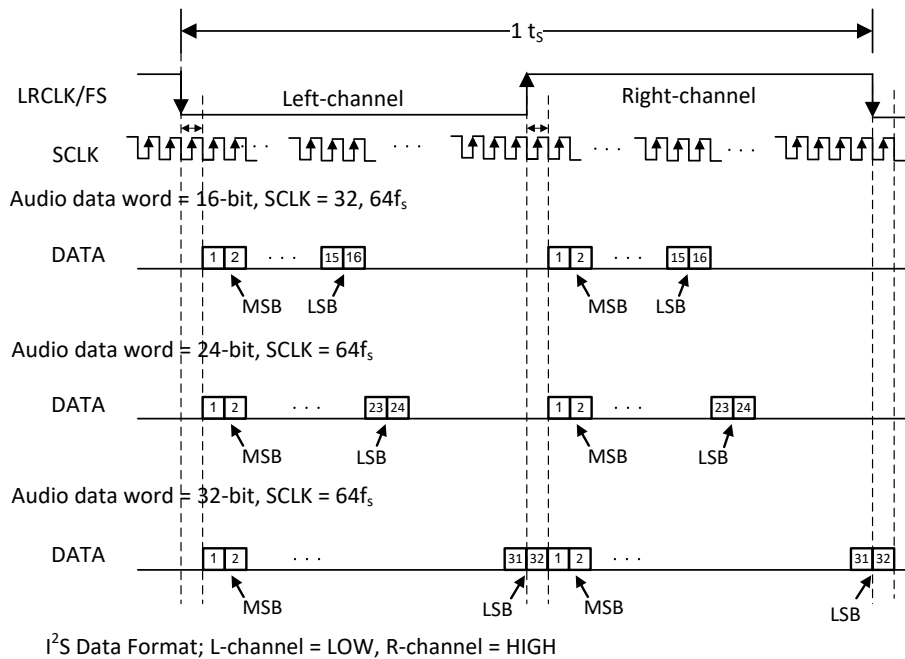 1 tS
LRCLK/FS
Left-channel
Right-channel
SCLK
. . . . . . . . . . . .
Audio data word = 16-bit, SCLK = 32, 64fs
DATA
1 2 . . . 15 16 1 2 . . . 15 16
MSB LSB MSB LSB
Audio data word = 24-bit, SCLK = 64fs
DATA
1 2 . . . 23 24 1 2 . . . 23 24
MSB LSB MSB LSB
Audio data word = 32-bit, SCLK = 64fs
DATA
1 2 . . . 31 32 1 2 . . . 31 32
MSB LSB MSB LSB
I2S Data Format; L-channel = LOW, R-channel = HIGH